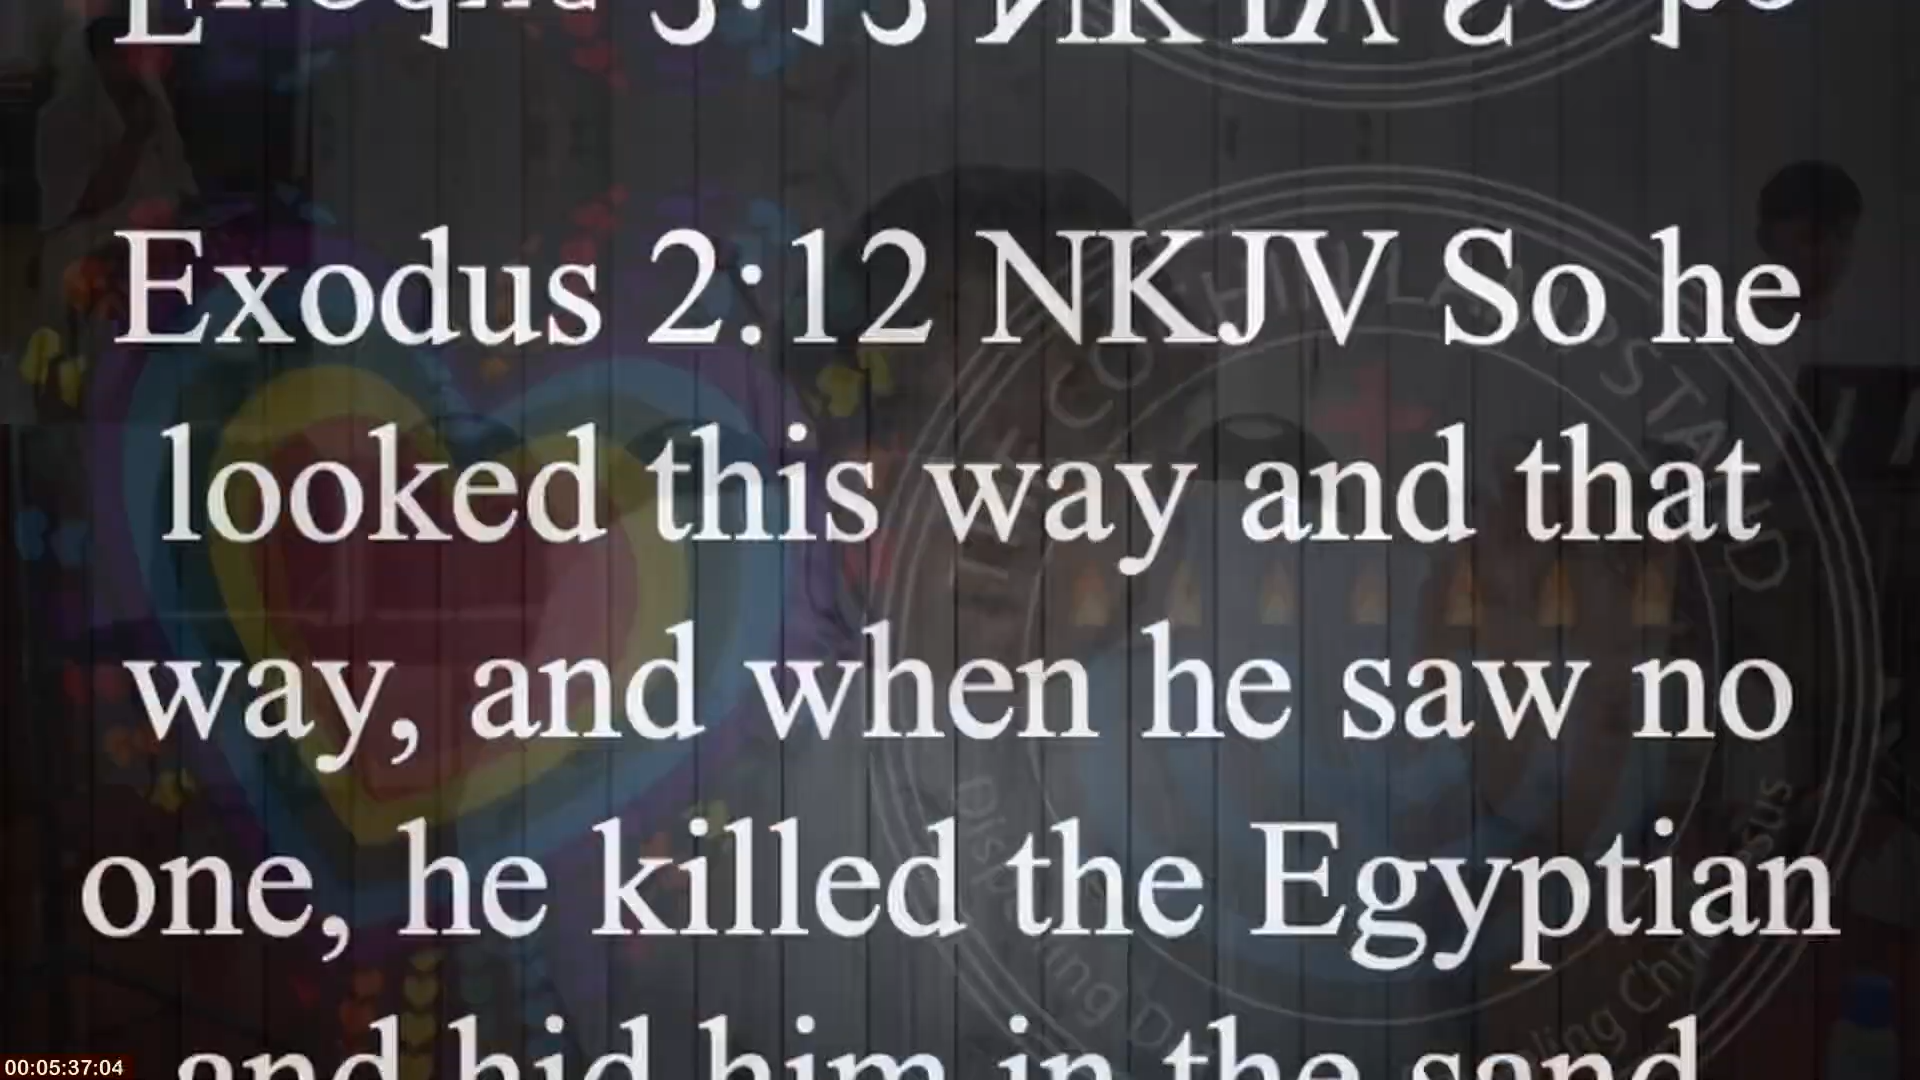 Exodus 2:12 NKJV So he
looked this way and that
way, and when he saw no
one, he killed the Egyptian
and hid him in the sand
00:05:37:04